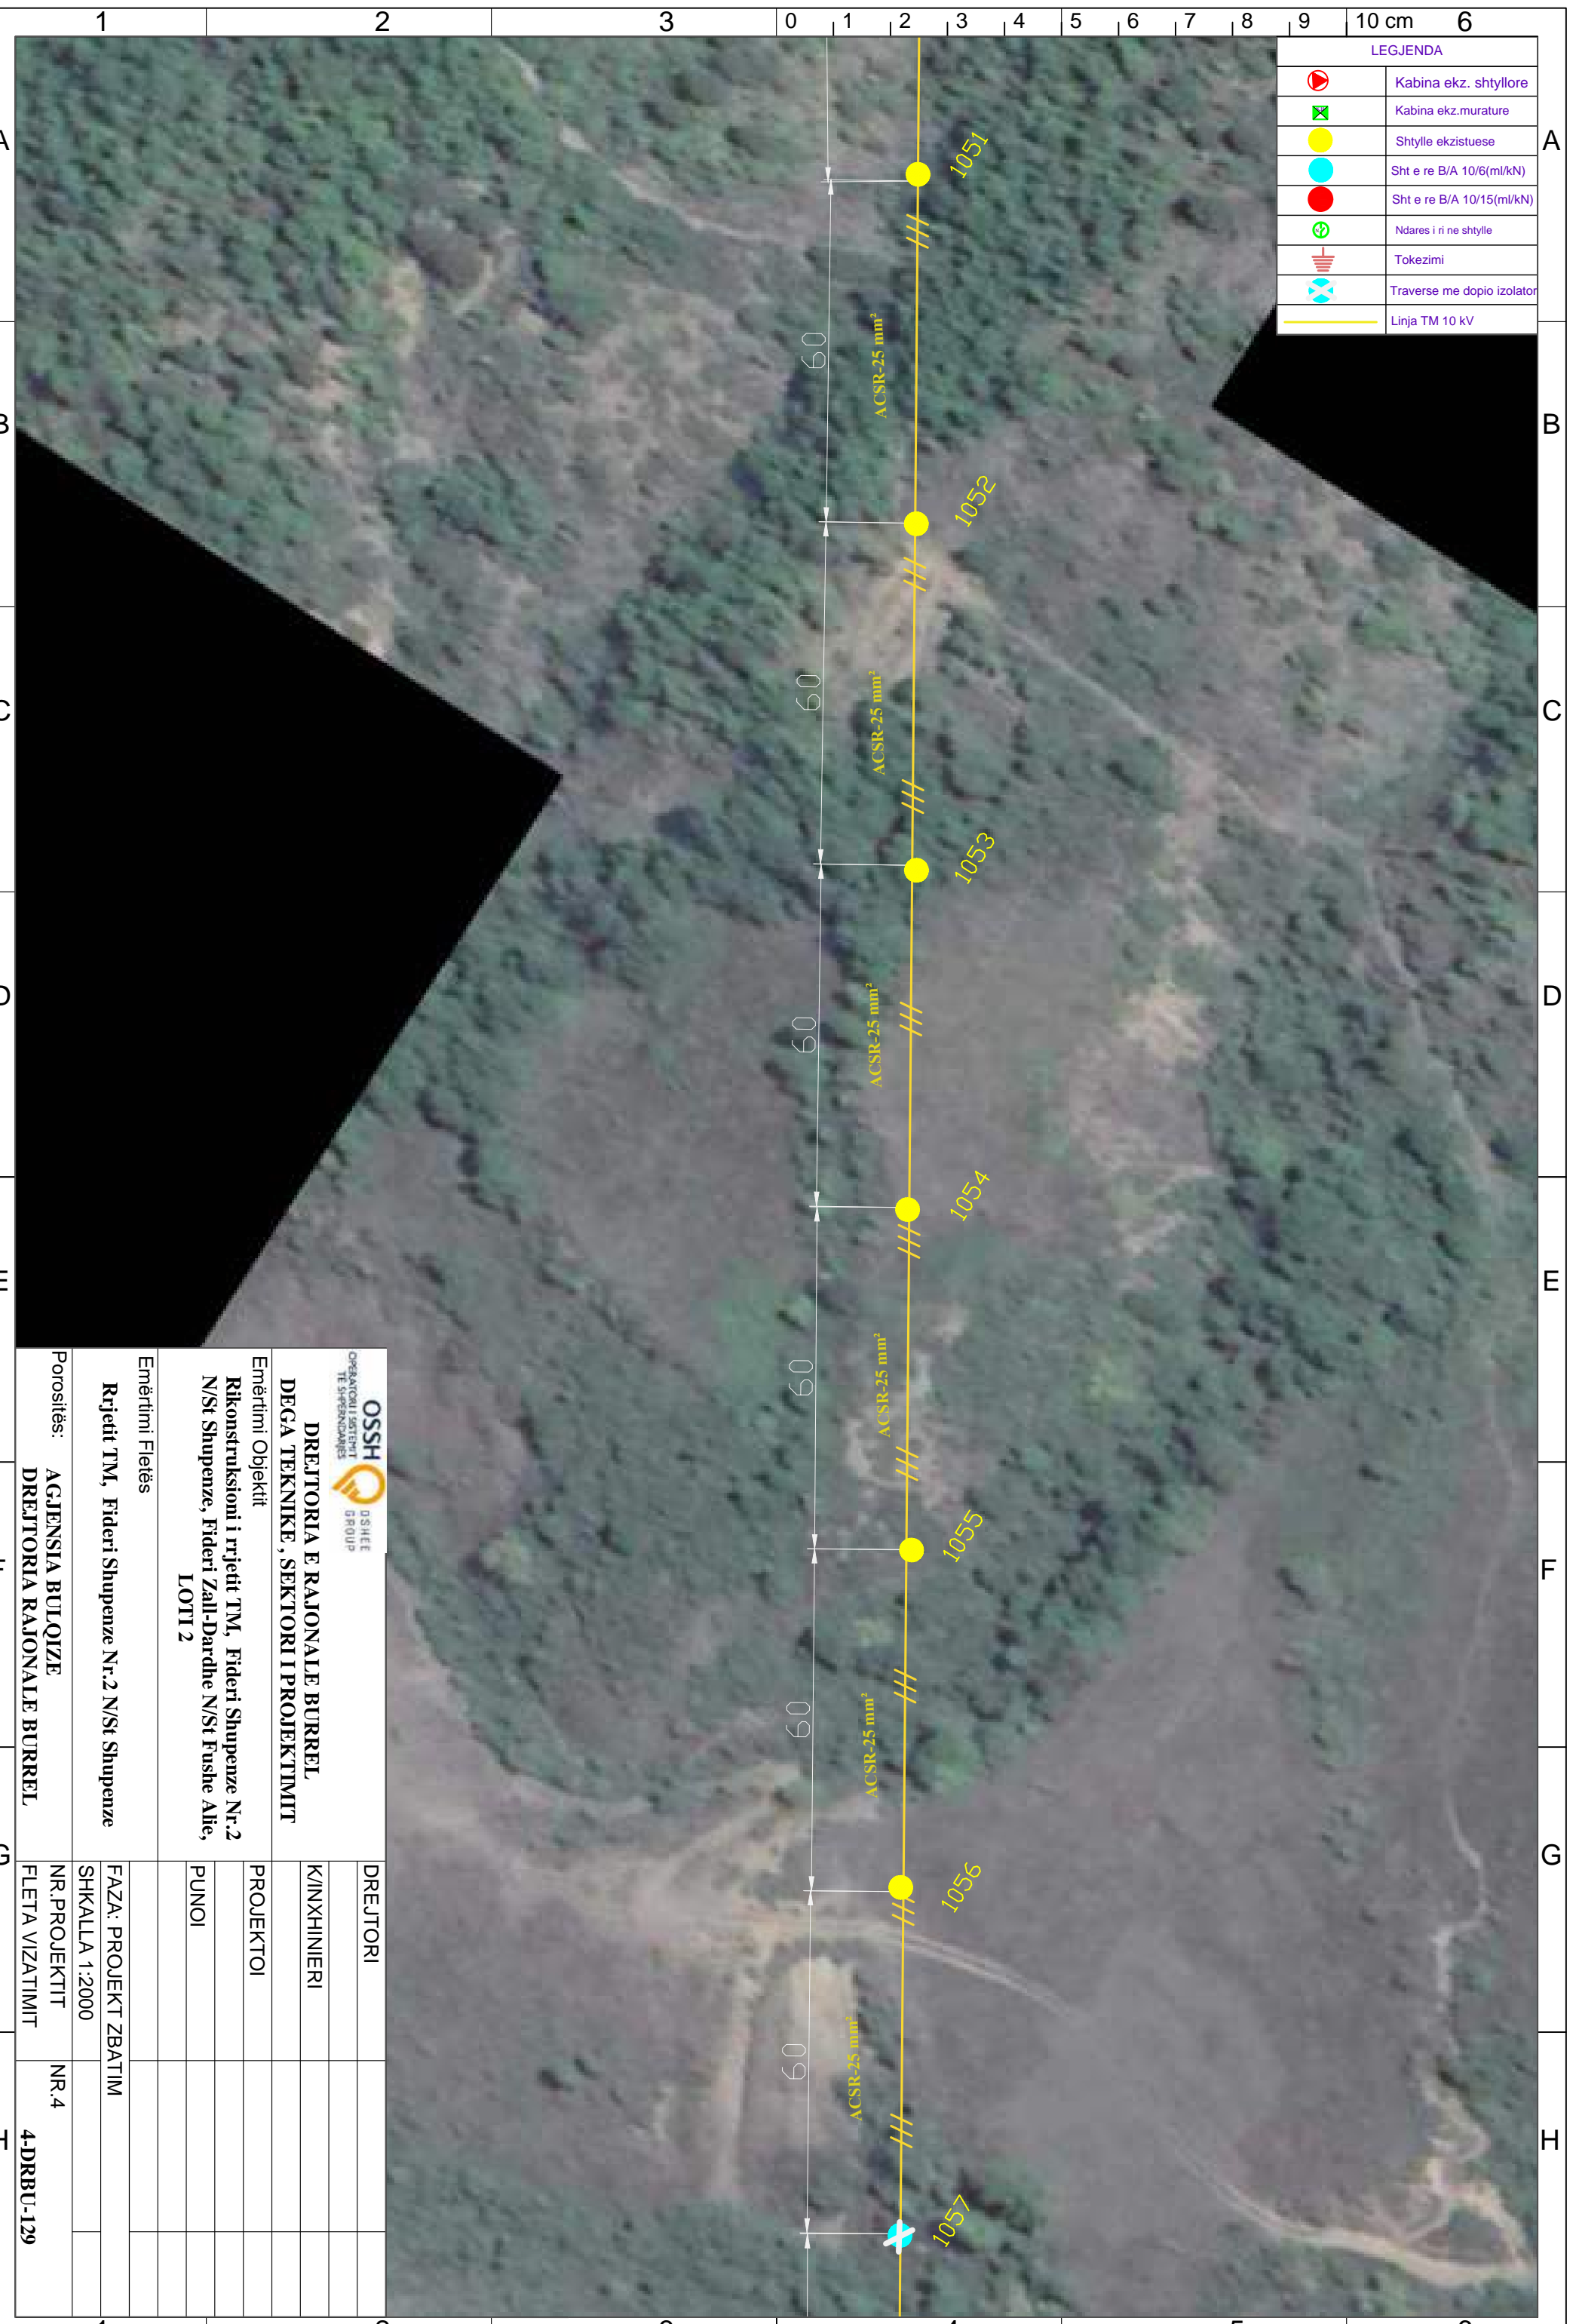 1 2 3 0 1 2 3 4 5 6 7 8 9 10 cm 6
LEGJENDA
Kabina ekz. shtyllore
Kabina ekz.murature
Shtylle ekzistuese
Sht e re B/A 10/6(ml/kN)
Sht e re B/A 10/15(ml/kN)
Ndares i ri ne shtylle
Tokezimi
Traverse me dopio izolator
Linja TM 10 kV
A A
B B
C C
D D
E E
F
G G
H
1051
60
ACSR-25 mm²
1052
60
ACSR-25 mm²
1053
60
ACSR-25 mm²
1054
60
ACSR-25 mm²
1055
60
ACSR-25 mm²
1056
60
ACSR-25 mm²
1057
OSSH
OPERATORI I SISTEMIT
TË SHPËRNDARJES
OSHEE
GROUP
DREJTORIA E RAJONALE BURREL
DEGA TEKNIKE , SEKTORI I PROJEKTIMIT
Emërtimi Objektit
Rikonstruksioni i rrjetit TM, Fideri Shupenze Nr.2
N/St Shupenze, Fideri Zall-Dardhe N/St Fushe Alie,
LOTI 2
Emërtimi Fletës
Rrjetit TM, Fideri Shupenze Nr.2 N/St Shupenze
Porositës:
AGJENSIA BULQIZE
DREJTORIA RAJONALE BURREL
DREJTORI
K/INXHINIERI
PROJEKTOI
PUNOI
FAZA: PROJEKT ZBATIM
SHKALLA 1:2000
NR.PROJEKTIT NR.4
FLETA VIZATIMIT 4-DRBU-129